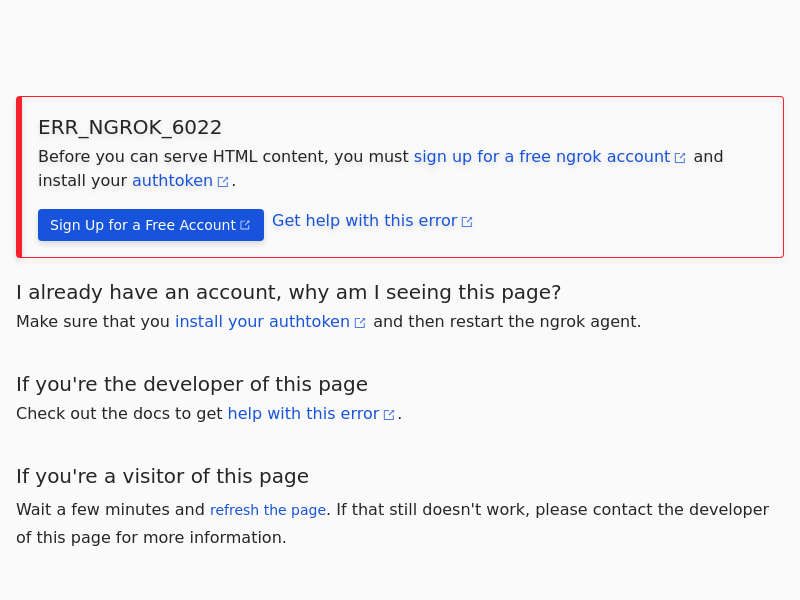 ERR_NGROK_6022
Before you can serve HTML content, you must sign up for a free ngrok account and
install your authtoken .
Sign Up for a Free Account Get help with this error
I already have an account, why am I seeing this page?
Make sure that you install your authtoken and then restart the ngrok agent.
If you're the developer of this page
Check out the docs to get help with this error .
If you're a visitor of this page
Wait a few minutes and refresh the page. If that still doesn't work, please contact the developer
of this page for more information.